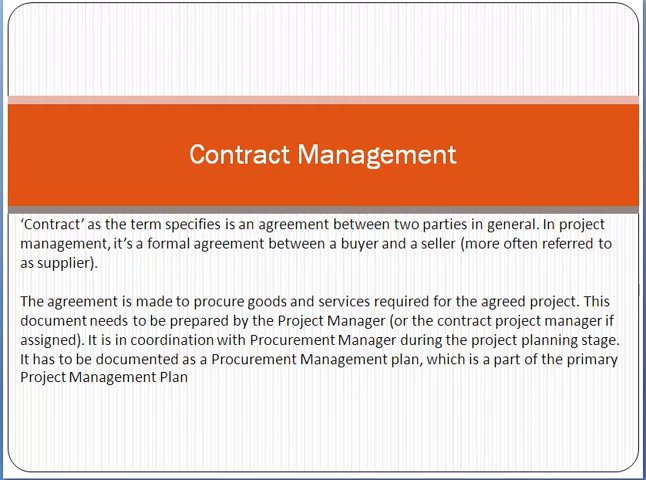 Contract Management
‘Contract’ as the term specifies is an agreement between two parties in general. In project
management, it’s a formal agreement between a buyer and a seller (more often referred to
as supplier).
The agreement is made to procure goods and services required for the agreed project. This
document needs to be prepared by the Project Manager (or the contract project manager if
assigned). It is in coordination with Procurement Manager during the project planning stage.
It has to be documented as a Procurement Management plan, which is a part of the primary
Project Management Plan